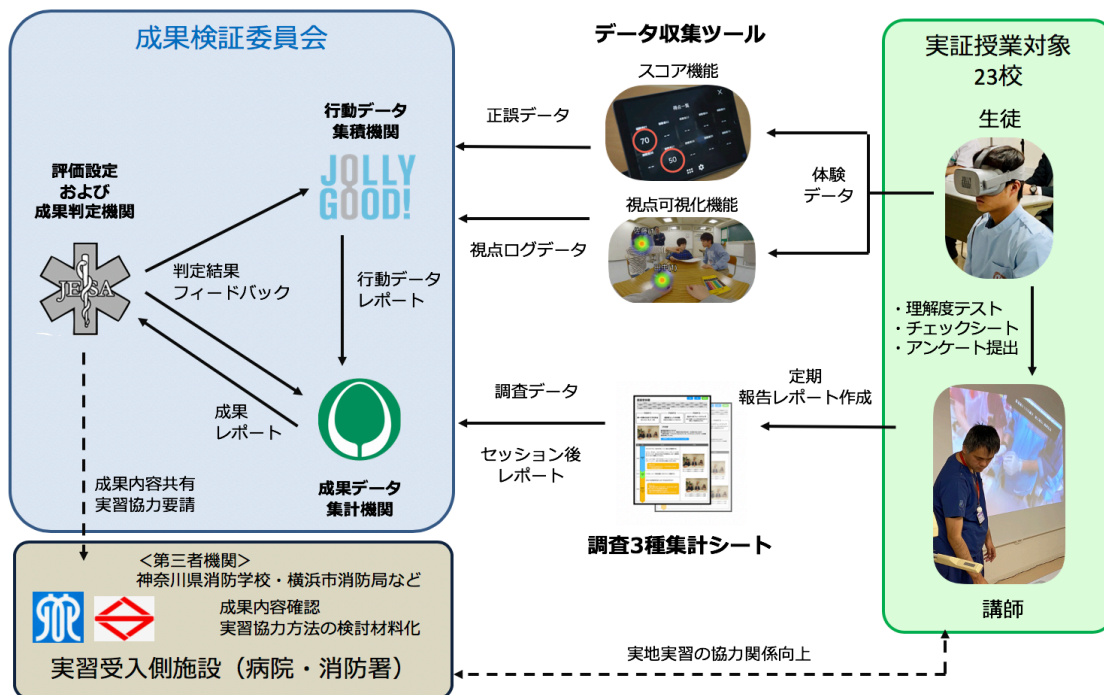 成果検証委員会
行動データ
集積機関
JOLLY
GOOD!
評価設定
および
成果判定機関
JESA
判定結果
フィードバック
行動データ
レポート
成果
レポート
成果データ
集計機関
成果内容共有
実習協力要請
<第三者機関>
神奈川県消防学校・横浜市消防局など
成果内容確認
実習協力方法の検討材料化
実習受入側施設（病院・消防署）
データ収集ツール
スコア機能
70
50
正誤データ
視点可視化機能
視点ログデータ
体験
データ
調査データ
セッション後
レポート
定期
報告レポート作成
調査3種集計シート
実証授業対象
23校
生徒
・理解度テスト
・チェックシート
・アンケート提出
講師
実地実習の協力関係向上